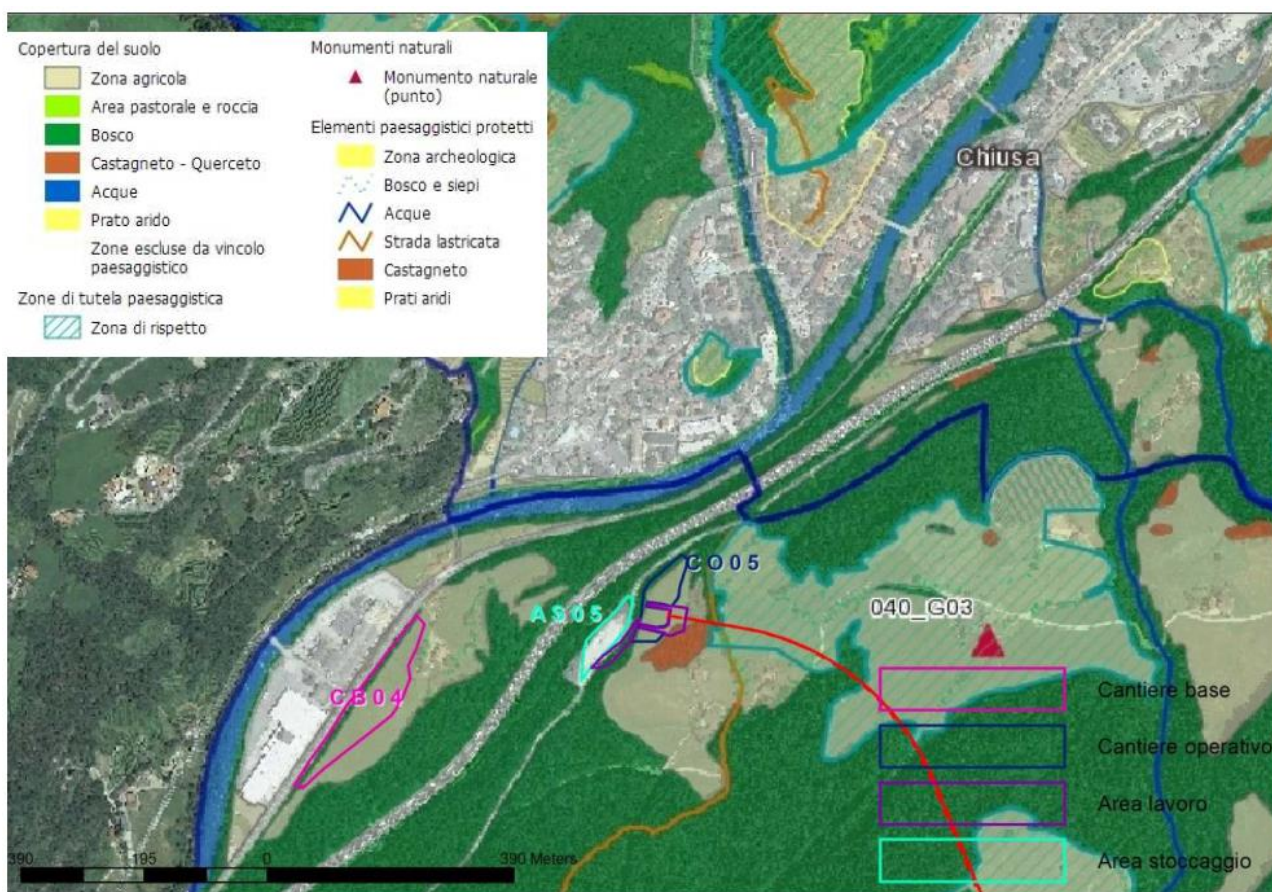 Copertura del suolo
Zona agricola
Area pastorale e roccia
Bosco
Castagneto - Querceto
Acque
Prato arido
Zone escluse da vincolo
paesaggistico
Zone di tutela paesaggistica
Zona di rispetto
Monumenti naturali
Monumento naturale
(punto)
Elementi paesaggistici protetti
Zona archeologica
Bosco e siepi
Acque
Strada lastricata
Castagneto
Prati aridi
Chiusa
CO05
AS05
040_G03
CB04
Cantiere base
Cantiere operativo
Area lavoro
Area stoccaggio
390 195 0 390 Meters